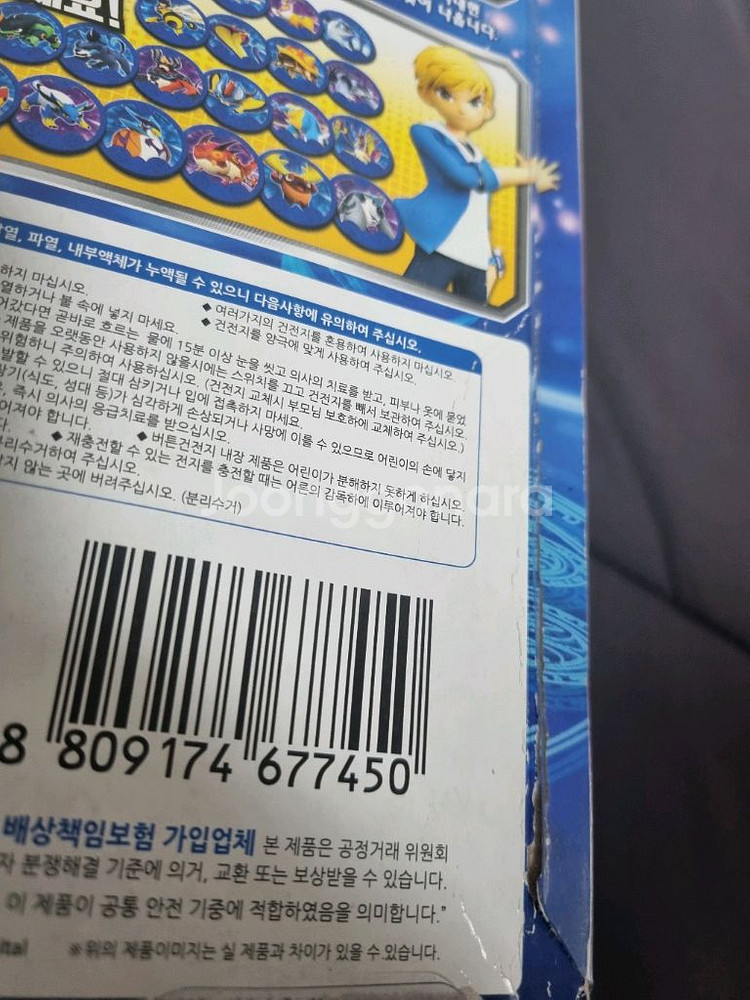 세요!
나옵니다.
발열, 파열, 내부액체가 누액될 수 있으니 다음사항에 유의하여 주십시오.
하지 마십시오. ◆ 여러가지의 건전지를 혼용하여 사용하지 마십시오.
열하거나 불 속에 넣지 마세요. ◆ 건전지를 양극에 맞게 사용하여 주십시오.
어갔다면 곧바로 흐르는 물에 15분 이상 눈을 씻고 의사의 치료를 받고, 피부나 옷에 묻었
제품을 오랫동안 사용하지 않을시에는 스위치를 끄고 건전지를 빼서 보관하여 주십시오.
위험하니 주의하여 사용하십시오. (건전지 교체시 부모님 보호하에 교체하여 주십시오.)
발할 수 있으니 절대 삼키거나 입에 접촉하지 마세요.
기(식도, 성대 등)가 심각하게 손상되거나 사망에 이를 수 있으므로 어린이의 손에 닿지
즉시 의사의 응급치료를 받으십시오.
어져야 합니다. ◆ 버튼건전지 내장 제품은 어린이가 분해하지 못하게 하십시오.
다. ◆ 재충전할 수 있는 전지를 충전할 때는 어른의 감독하에 이루어져야 합니다.
리수거하여 주십시오.
지 않는 곳에 버려주십시오. (분리수거)
joonggonara
8 809174 677450
배상책임보험 가입업체 본 제품은 공정거래 위원회
자 분쟁해결 기준에 의거, 교환 또는 보상받을 수 있습니다.
이 제품이 공통 안전 기중에 적합하였음을 의미합니다."
ital ※위의 제품이미지는 실 제품과 차이가 있을 수 있습니다.